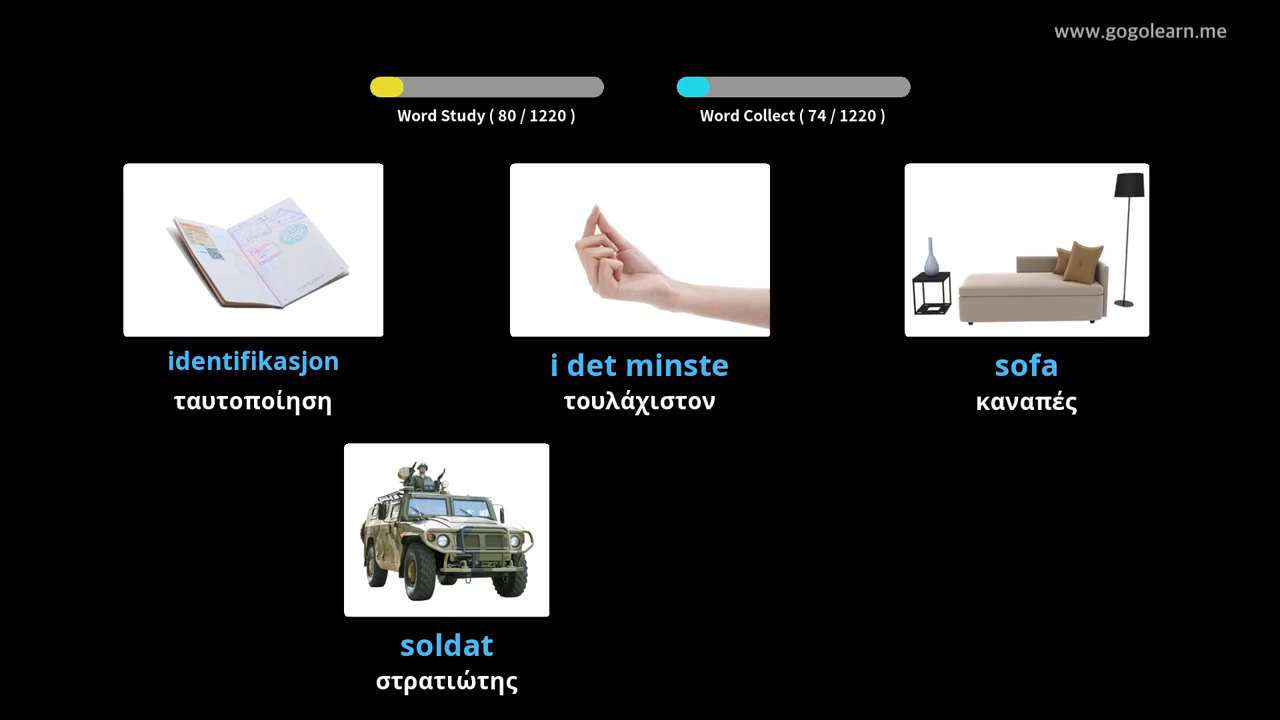 www.gogolearn.me
Word Study ( 80 / 1220 )
Word Collect ( 74 / 1220 )
identifikasjon
ταυτοποίηση
i det minste
τουλάχιστον
sofa
καναπές
soldat
στρατιώτης